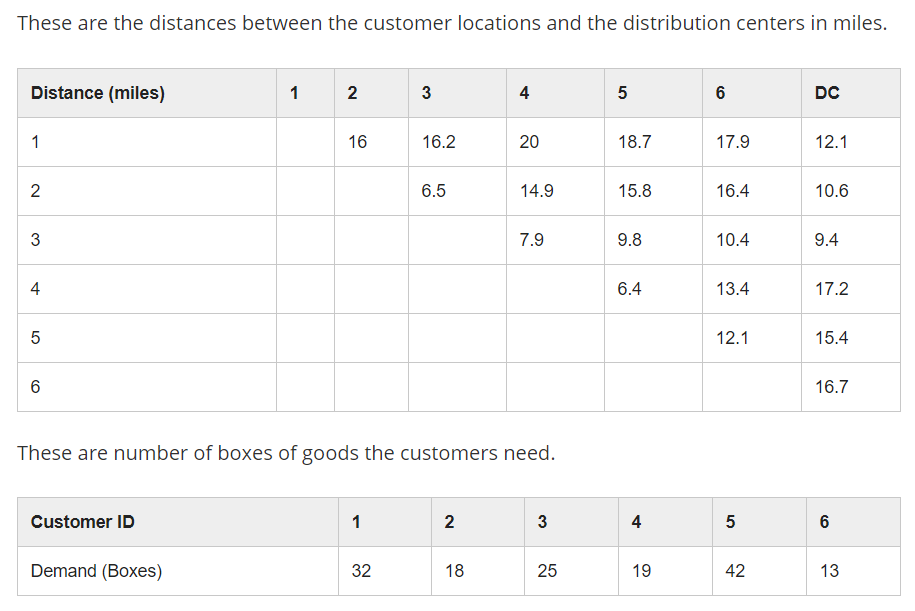 These are the distances between the customer locations and the distribution centers in miles.
Distance (miles) 1 2 3 4 5 6 DC
1 16 16.2 20 18.7 17.9 12.1
2 6.5 14.9 15.8 16.4 10.6
3 7.9 9.8 10.4 9.4
4 6.4 13.4 17.2
5 12.1 15.4
6 16.7
These are number of boxes of goods the customers need.
Customer ID 1 2 3 4 5 6
Demand (Boxes) 32 18 25 19 42 13